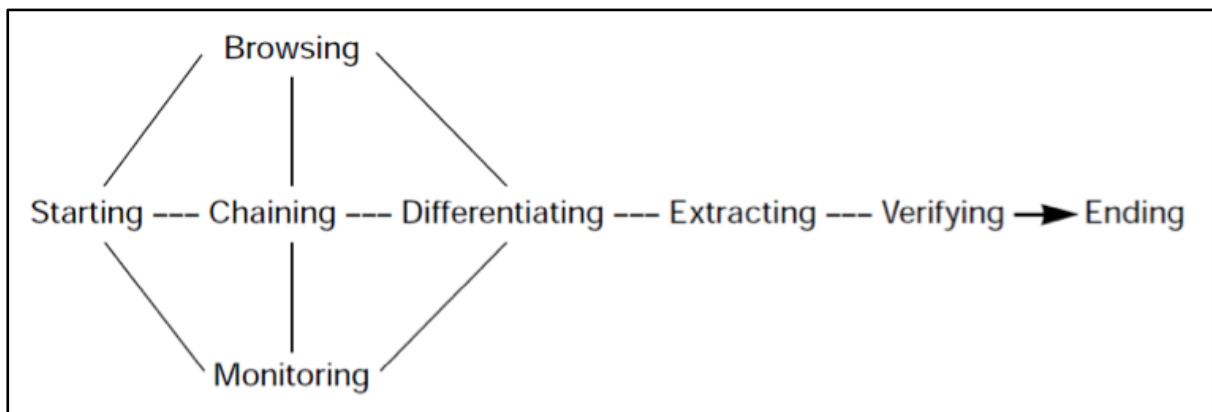 Browsing
Starting --- Chaining --- Differentiating --- Extracting --- Verifying Ending
Monitoring